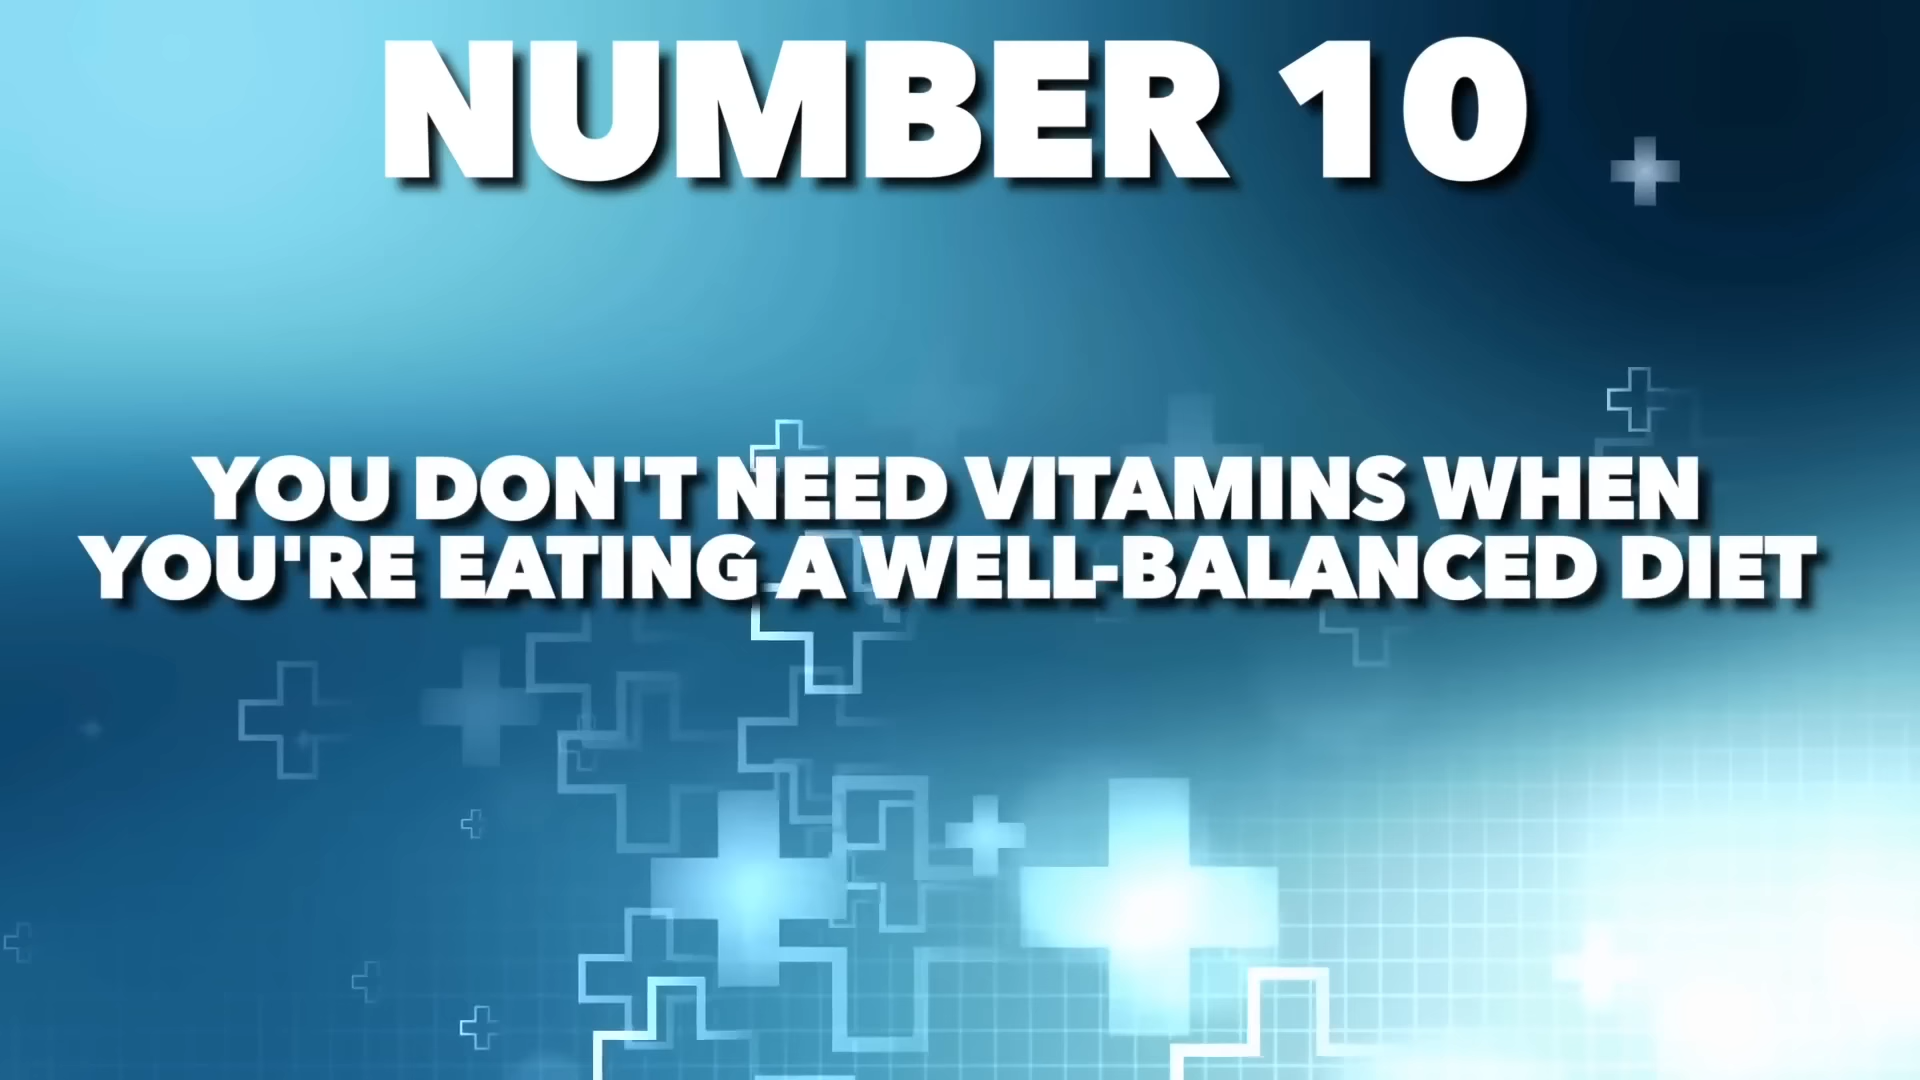 NUMBER 10
YOU DON'T NEED VITAMINS WHEN
YOU'RE EATING A WELL-BALANCED DIET